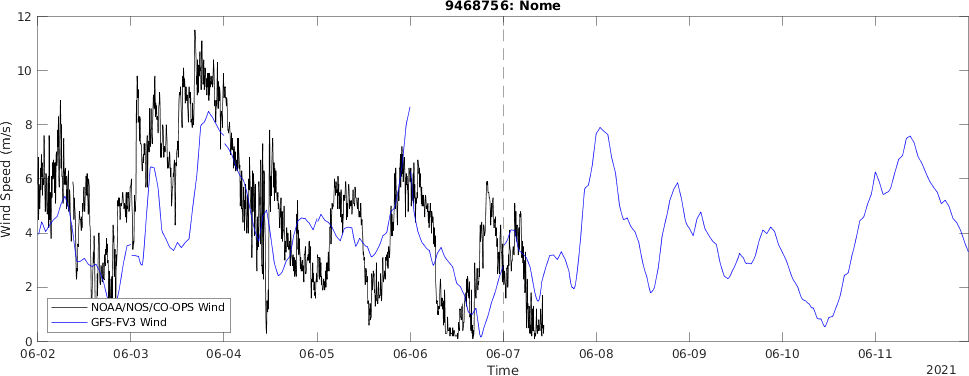 9468756: Nome
12
10
8
6
4
2
0
Wind Speed (m/s)
NOAA/NOS/CO-OPS Wind
GFS-FV3 Wind
06-02 06-03 06-04 06-05 06-06 06-07 06-08 06-09 06-10 06-11
Time
2021